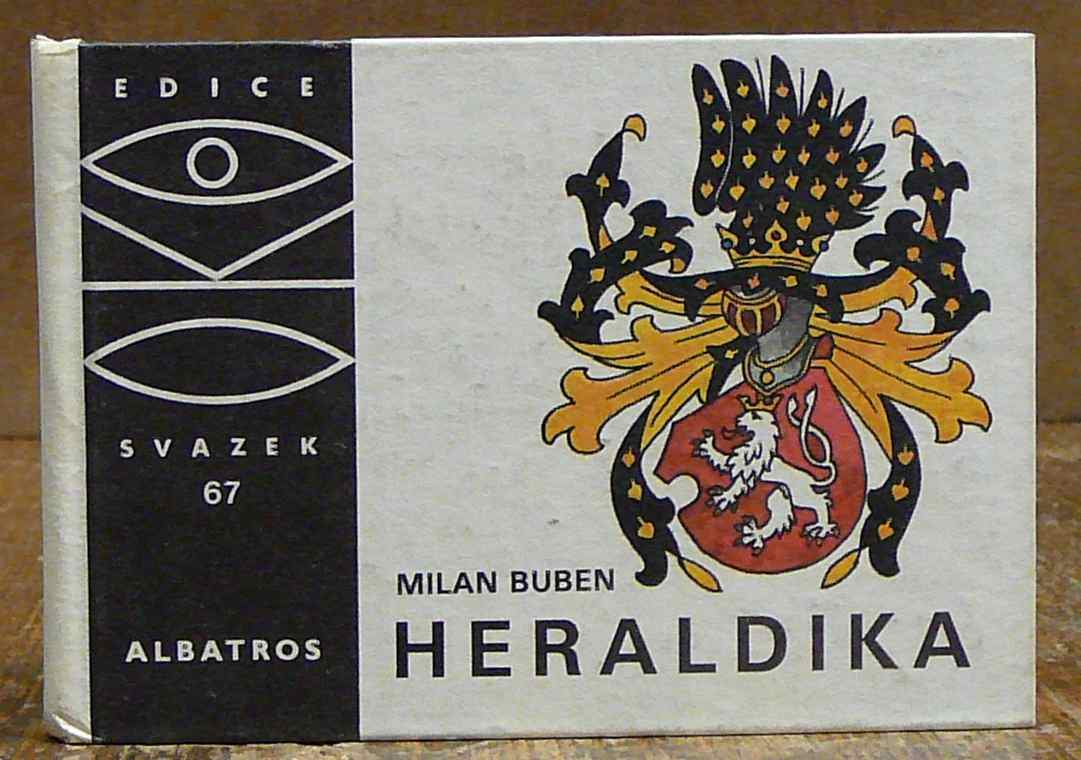 EDICE
SVAZEK
67
ALBATROS
MILAN BUBEN
HERALDIKA